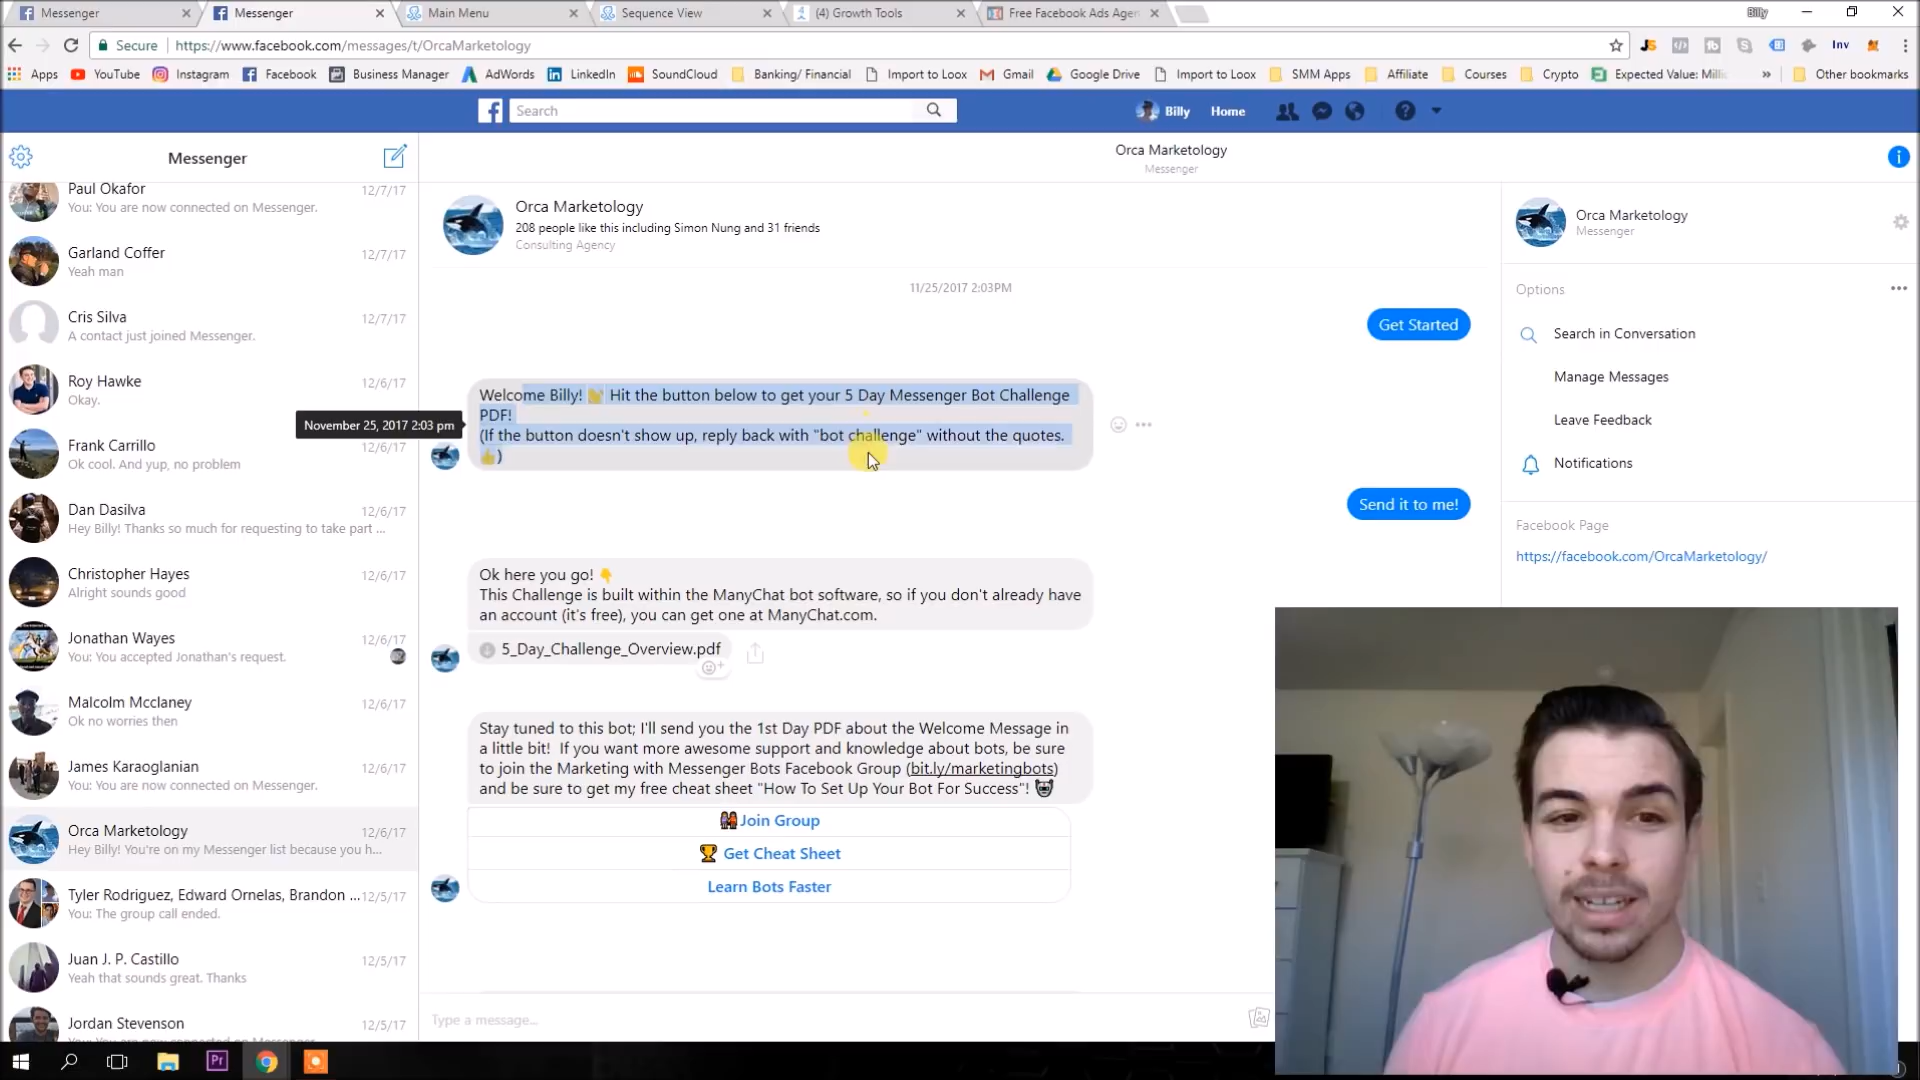 Messenger
Messenger
Main Menu
Sequence View
(4) Growth Tools
Free Facebook Ads Agen
Billy
Secure
https://www.facebook.com/messages/t/OrcaMarketology
Inv
Apps
YouTube
Instagram
Facebook
Business Manager
AdWords
LinkedIn
SoundCloud
Banking/ Financial
Import to Loox
Gmail
Google Drive
Import to Loox
SMM Apps
Affiliate
Courses
Crypto
Expected Value: Milli
Other bookmarks
Search
Billy
Home
Messenger
Orca Marketology
Messenger
Paul Okafor
12/7/17
You: You are now connected on Messenger.
Garland Coffer
12/7/17
Yeah man
Cris Silva
12/7/17
A contact just joined Messenger.
Roy Hawke
12/6/17
Okay.
Frank Carrillo
12/6/17
Ok cool. And yup, no problem
Dan Dasilva
12/6/17
Hey Billy! Thanks so much for requesting to take part ...
Christopher Hayes
12/6/17
Alright sounds good
Jonathan Wayes
12/6/17
You: You accepted Jonathan's request.
Malcolm Mcclaney
12/6/17
Ok no worries then
James Karaoglanian
12/6/17
You: You are now connected on Messenger.
Orca Marketology
12/6/17
Hey Billy! You're on my Messenger list because you h...
Tyler Rodriguez, Edward Ornelas, Brandon ...
12/5/17
You: The group call ended.
Juan J. P. Castillo
12/5/17
Yeah that sounds great. Thanks
Jordan Stevenson
12/5/17
Orca Marketology
208 people like this including Simon Nung and 31 friends
Consulting Agency
11/25/2017 2:03PM
Get Started
Welcome Billy! 👋 Hit the button below to get your 5 Day Messenger Bot Challenge
PDF!
(If the button doesn't show up, reply back with "bot challenge" without the quotes.
👍)
November 25, 2017 2:03 pm
Send it to me!
Ok here you go! 👇
This Challenge is built within the ManyChat bot software, so if you don't already have
an account (it's free), you can get one at ManyChat.com.
5_Day_Challenge_Overview.pdf
Stay tuned to this bot; I'll send you the 1st Day PDF about the Welcome Message in
a little bit! If you want more awesome support and knowledge about bots, be sure
to join the Marketing with Messenger Bots Facebook Group (bit.ly/marketingbots)
and be sure to get my free cheat sheet "How To Set Up Your Bot For Success"! 🤖
👭Join Group
🏆 Get Cheat Sheet
Learn Bots Faster
Type a message...
Orca Marketology
Messenger
Options
Search in Conversation
Manage Messages
Leave Feedback
Notifications
Facebook Page
https://facebook.com/OrcaMarketology/
Pr